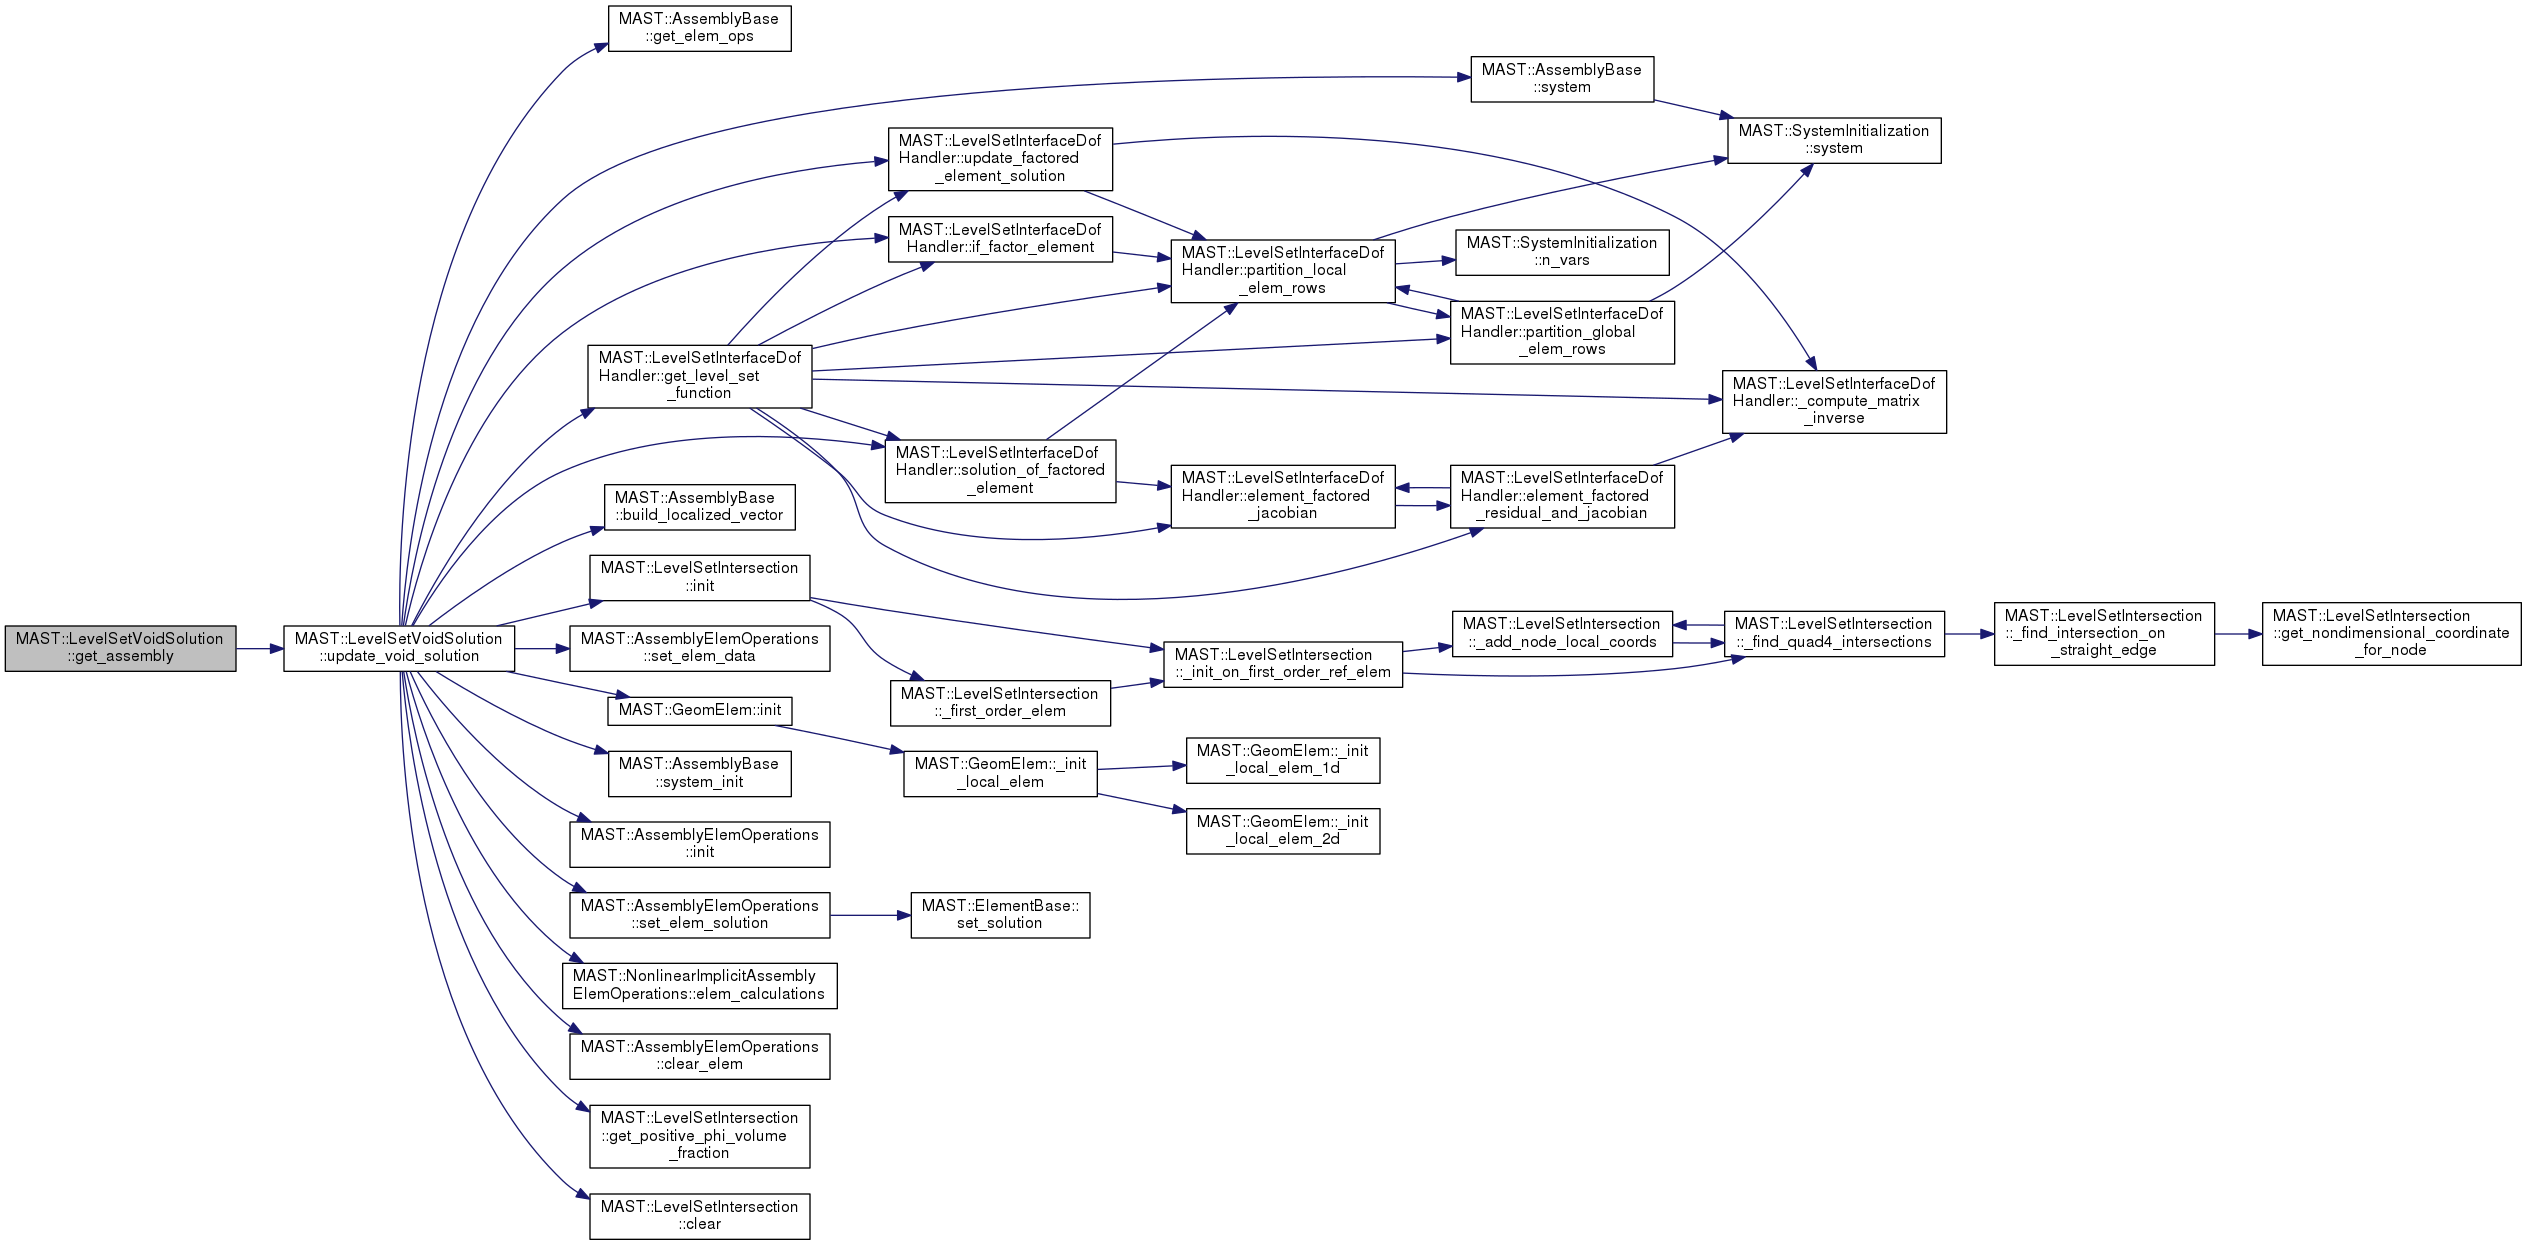 MAST::AssemblyBase
::get_elem_ops
MAST::AssemblyBase
::system
MAST::SystemInitialization
::system
MAST::LevelSetInterfaceDof
Handler::update_factored
_element_solution
MAST::LevelSetInterfaceDof
Handler::if_factor_element
MAST::LevelSetInterfaceDof
Handler::partition_local
_elem_rows
MAST::SystemInitialization
::n_vars
MAST::LevelSetInterfaceDof
Handler::partition_global
_elem_rows
MAST::LevelSetInterfaceDof
Handler::get_level_set
_function
MAST::LevelSetInterfaceDof
Handler::_compute_matrix
_inverse
MAST::LevelSetInterfaceDof
Handler::solution_of_factored
_element
MAST::LevelSetInterfaceDof
Handler::element_factored
_jacobian
MAST::LevelSetInterfaceDof
Handler::element_factored
_residual_and_jacobian
MAST::AssemblyBase
::build_localized_vector
MAST::LevelSetIntersection
::init
MAST::LevelSetVoidSolution
::get_assembly
MAST::LevelSetVoidSolution
::update_void_solution
MAST::AssemblyElemOperations
::set_elem_data
MAST::LevelSetIntersection
::_init_on_first_order_ref_elem
MAST::LevelSetIntersection
::_add_node_local_coords
MAST::LevelSetIntersection
::_find_quad4_intersections
MAST::LevelSetIntersection
::_find_intersection_on
_straight_edge
MAST::LevelSetIntersection
::get_nondimensional_coordinate
_for_node
MAST::LevelSetIntersection
::_first_order_elem
MAST::GeomElem::init
MAST::AssemblyBase
::system_init
MAST::GeomElem::_init
_local_elem
MAST::GeomElem::_init
_local_elem_1d
MAST::GeomElem::_init
_local_elem_2d
MAST::AssemblyElemOperations
::init
MAST::AssemblyElemOperations
::set_elem_solution
MAST::ElementBase::
set_solution
MAST::NonlinearImplicitAssembly
ElemOperations::elem_calculations
MAST::AssemblyElemOperations
::clear_elem
MAST::LevelSetIntersection
::get_positive_phi_volume
_fraction
MAST::LevelSetIntersection
::clear